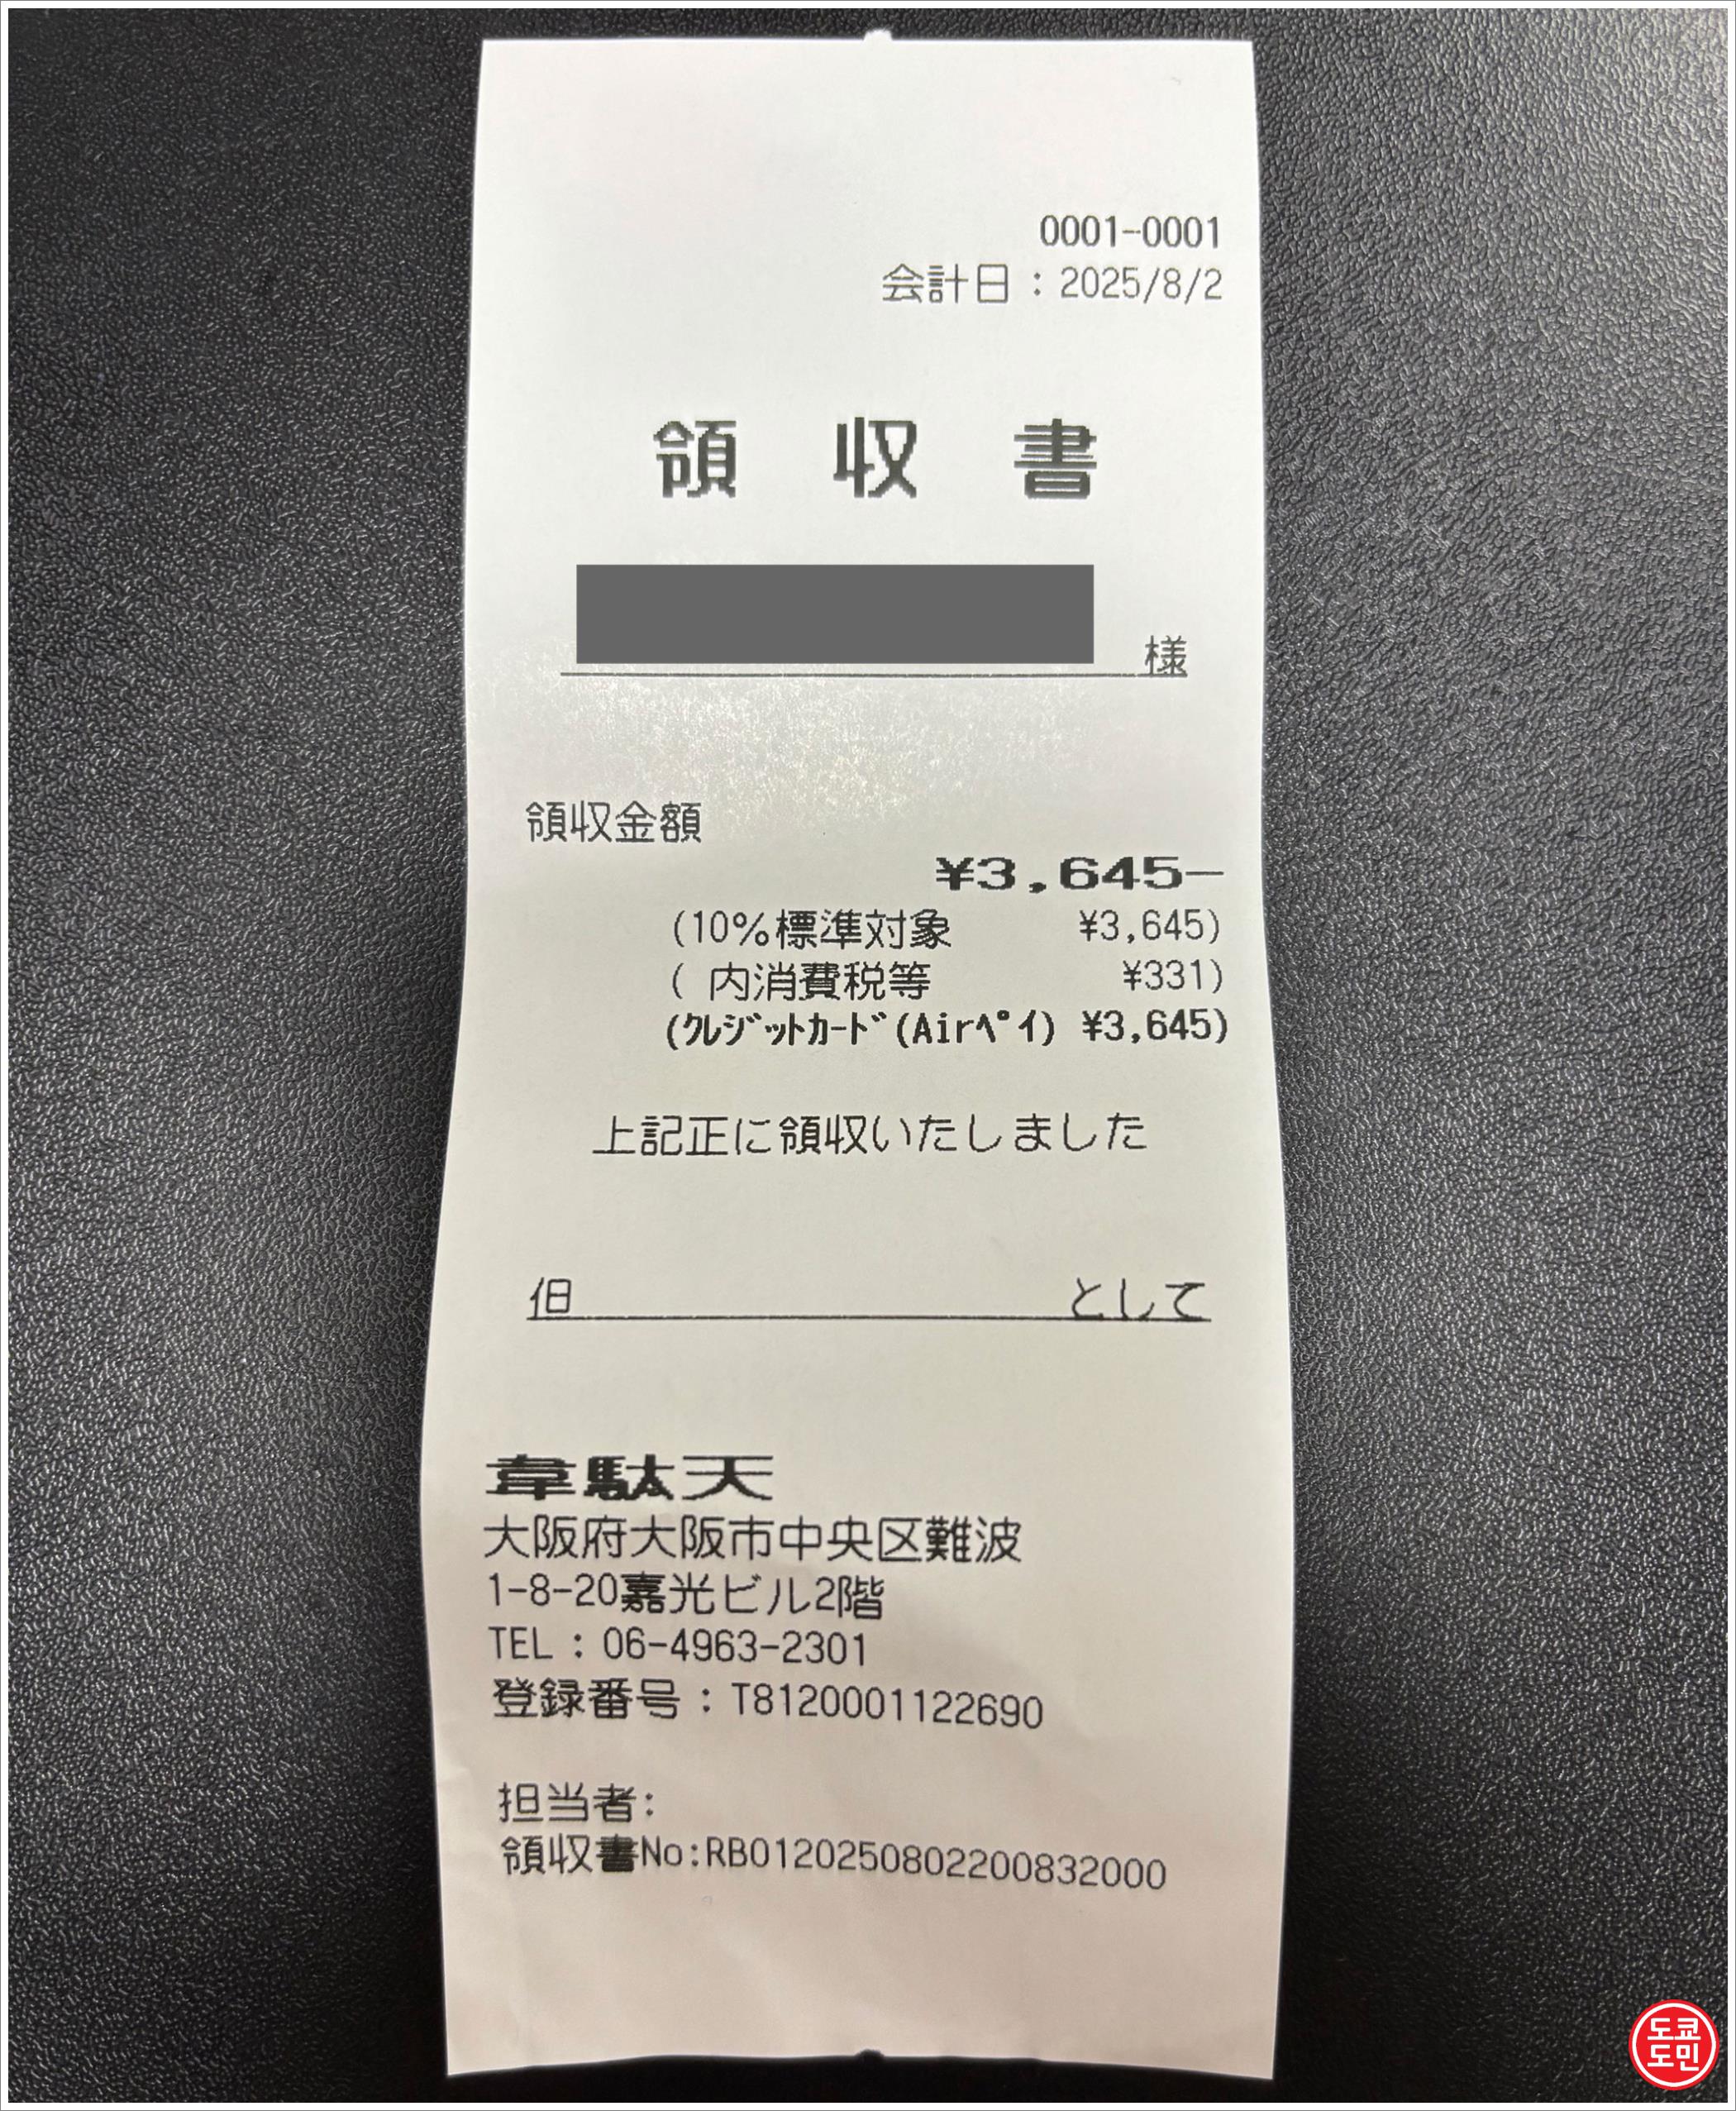 0001-0001
会計日：2025/8/2
領 収 書
様
領収金額
¥3,645−
(10%標準対象 ¥3,645)
( 内消費税等 ¥331)
(ｸﾚｼﾞｯﾄｶｰﾄﾞ(Airﾍﾟｲ) ¥3,645)
上記正に領収いたしました
但 として
韋駄天
大阪府大阪市中央区難波
1-8-20嘉光ビル2階
TEL：06-4963-2301
登録番号：T8120001122690
担当者:
領収書No:RB0120250802200832000
도쿄
도민